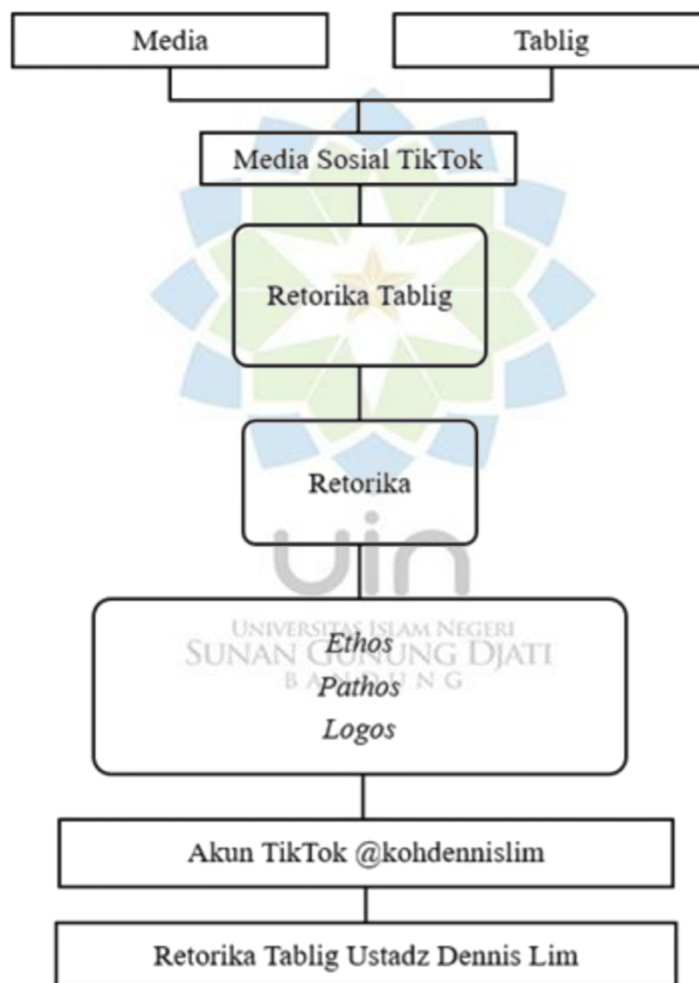 Media
Tablig
Media Sosial TikTok
Retorika Tablig
Retorika
uin
UNIVERSITAS ISLAM NEGERI
Ethos
SUNAN GUNUNG DJATI
Pathos
BANDUNG
Logos
Akun TikTok @kohdennislim
Retorika Tablig Ustadz Dennis Lim